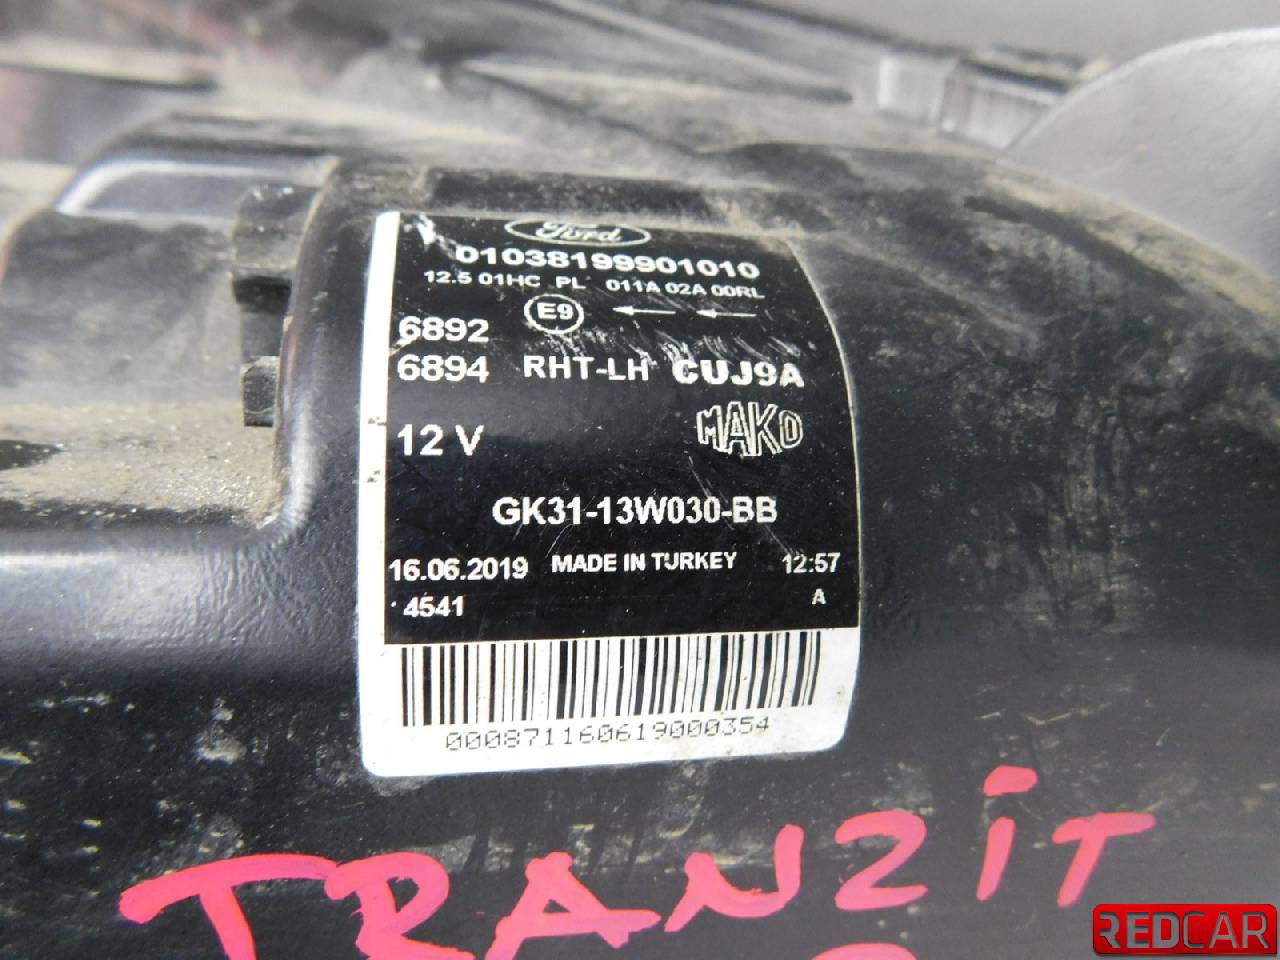 Ford
01038199901010
12.5 01HC PL 011A 02A 00RL
E9
6892
6894 RHT-LH CUJ9A
12 V MAKO
GK31-13W030-BB
16.06.2019 MADE IN TURKEY 12:57
4541 A
000871160619000354
TRANZİT
REDCAR